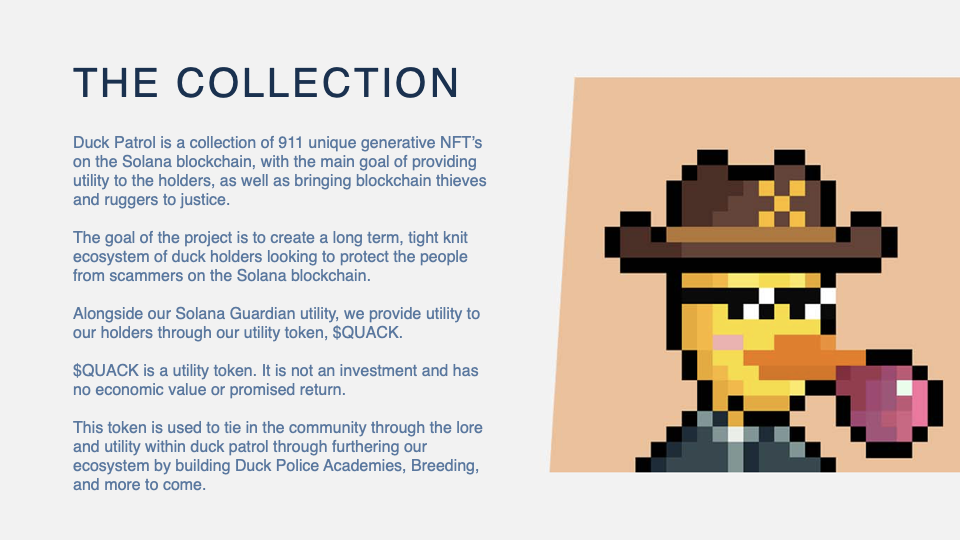 THE COLLECTION
Duck Patrol is a collection of 911 unique generative NFT’s
on the Solana blockchain, with the main goal of providing
utility to the holders, as well as bringing blockchain thieves
and ruggers to justice.
The goal of the project is to create a long term, tight knit
ecosystem of duck holders looking to protect the people
from scammers on the Solana blockchain.
Alongside our Solana Guardian utility, we provide utility to
our holders through our utility token, $QUACK.
$QUACK is a utility token. It is not an investment and has
no economic value or promised return.
This token is used to tie in the community through the lore
and utility within duck patrol through furthering our
ecosystem by building Duck Police Academies, Breeding,
and more to come.